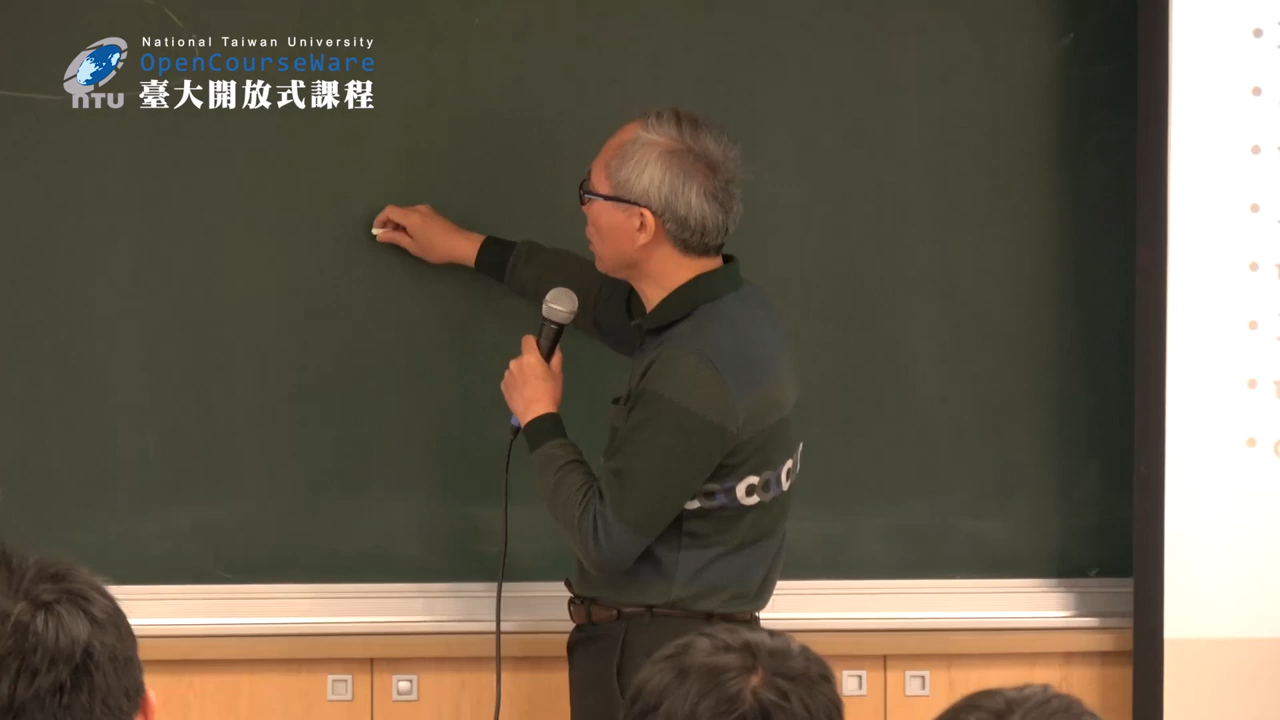 National Taiwan University
OpenCourseWare
NTU
臺大開放式課程